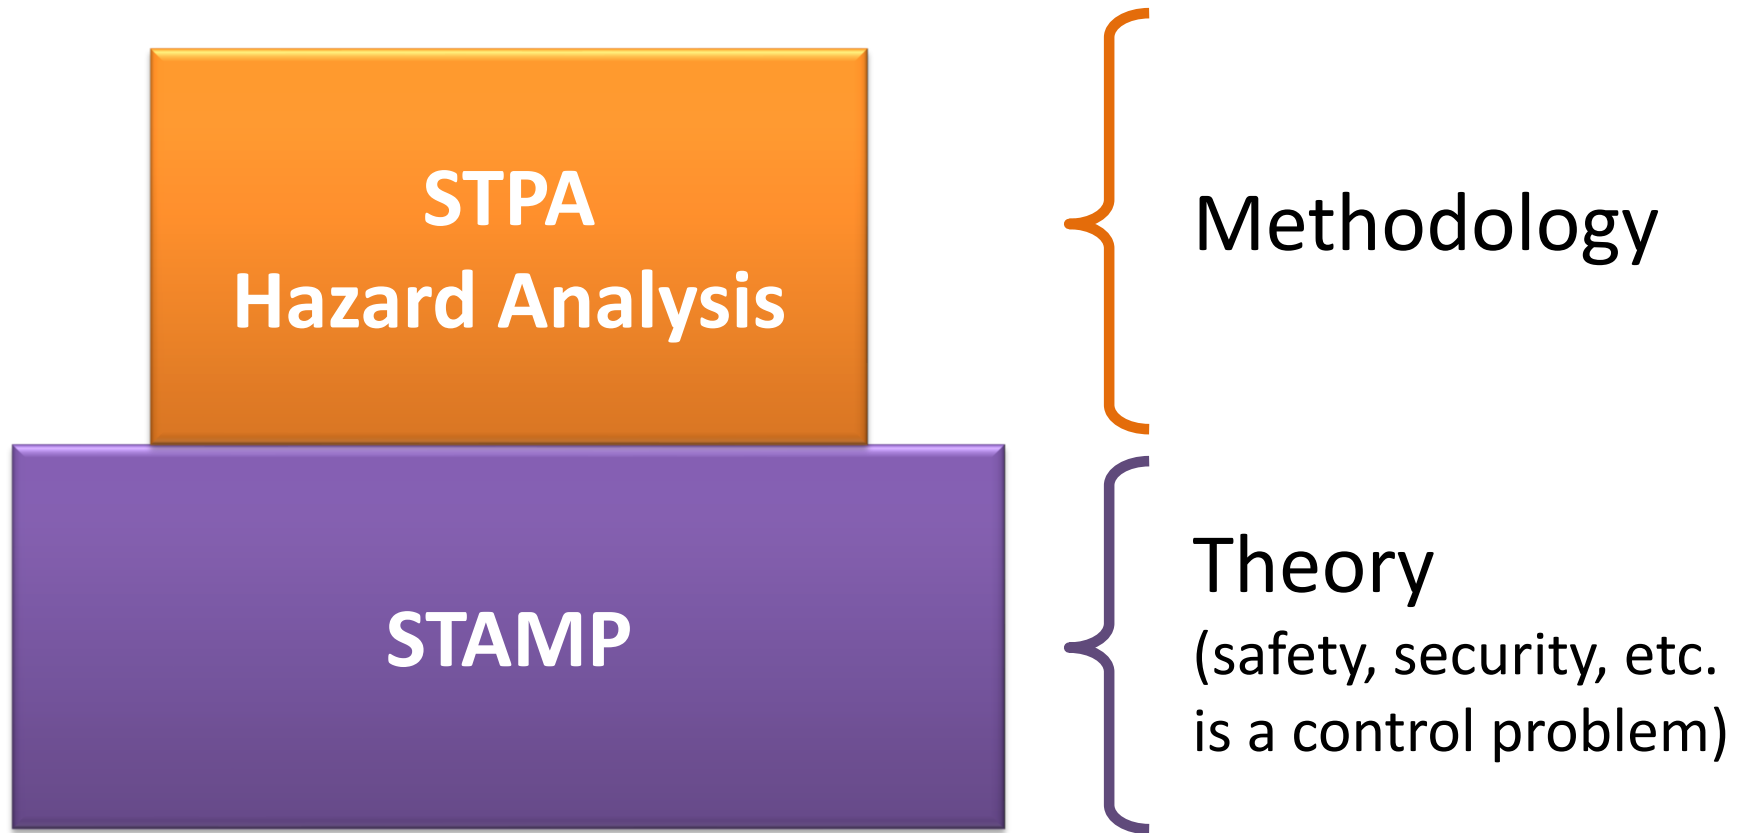 STPA
Hazard Analysis
Methodology
STAMP
Theory
(safety, security, etc.
is a control problem)